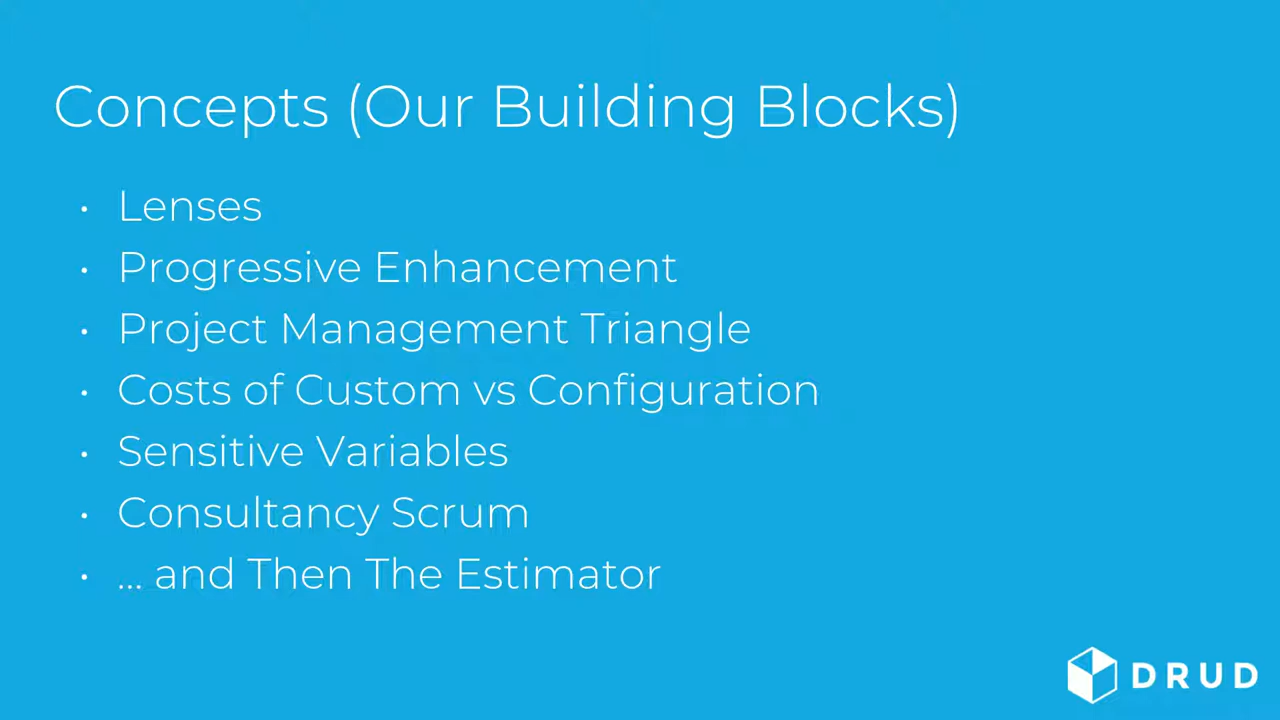 Concepts (Our Building Blocks)
• Lenses
• Progressive Enhancement
• Project Management Triangle
• Costs of Custom vs Configuration
• Sensitive Variables
• Consultancy Scrum
• ... and Then The Estimator
DRUD